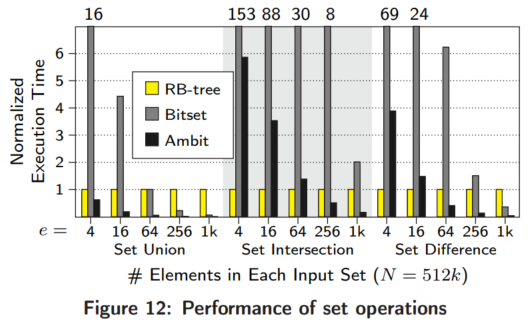 16 153 88 30 8 69 24
Normalized
Execution Time
6
5
4
3
2
1
RB-tree
Bitset
Ambit
e = 4 16 64 256 1k 4 16 64 256 1k 4 16 64 256 1k
Set Union Set Intersection Set Difference
# Elements in Each Input Set (N = 512k)
Figure 12: Performance of set operations